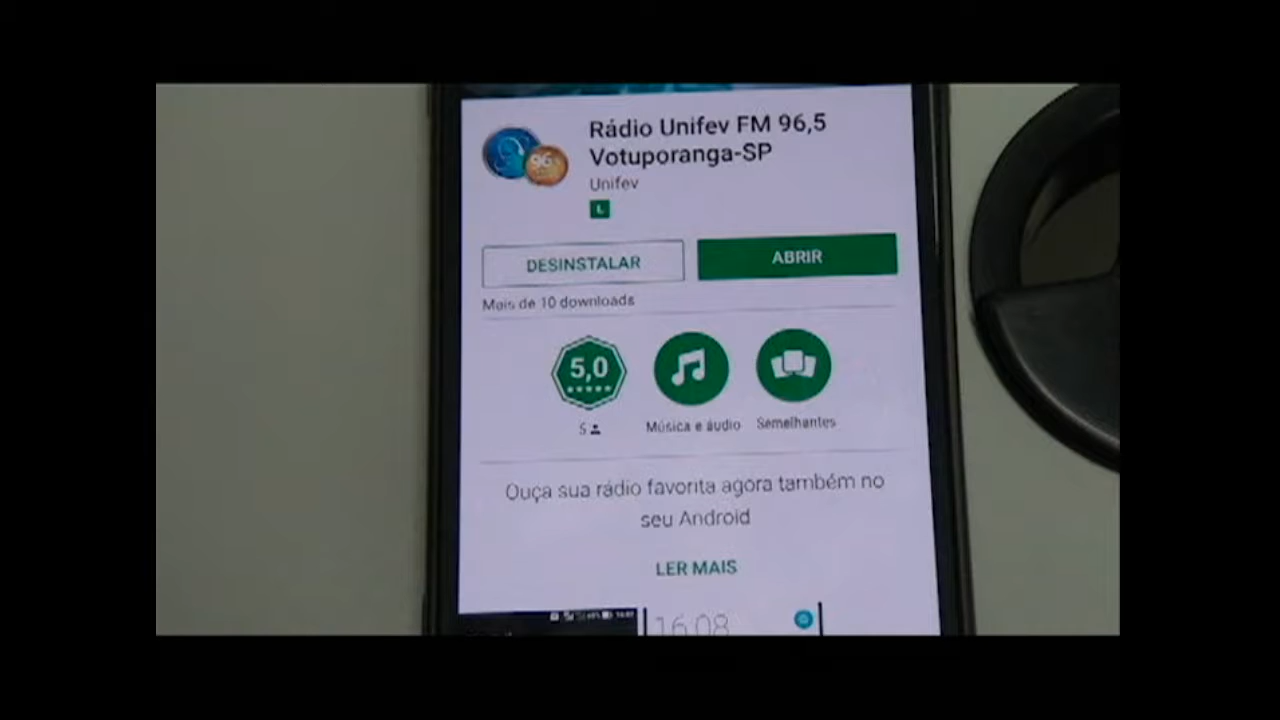 Rádio Unifev FM 96,5
Votuporanga-SP
Unifev
L
96
DESINSTALAR
ABRIR
Mais de 10 downloads
5,0
Música e áudio
Semelhantes
Ouça sua rádio favorita agora também no
seu Android
LER MAIS
16:08